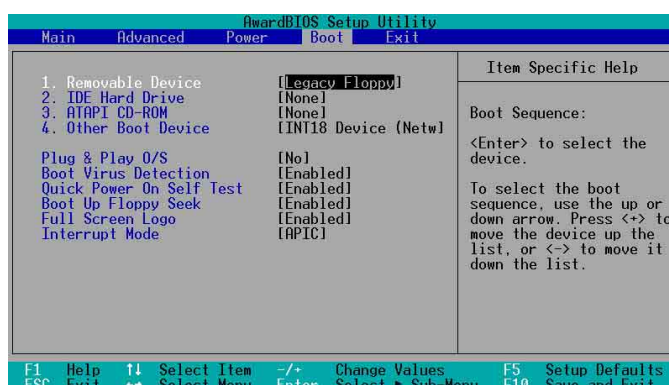 AwardBIOS Setup Utility
Main Advanced Power Boot Exit
1. Removable Device [Legacy Floppy]
2. IDE Hard Drive [None]
3. ATAPI CD-ROM [None]
4. Other Boot Device [INT18 Device (Netw]
Plug & Play O/S [No]
Boot Virus Detection [Enabled]
Quick Power On Self Test [Enabled]
Boot Up Floppy Seek [Enabled]
Full Screen Logo [Enabled]
Interrupt Mode [APIC]
Item Specific Help
Boot Sequence:
<Enter> to select the
device.
To select the boot
sequence, use the up or
down arrow. Press <+> to
move the device up the
list, or <-> to move it
down the list.
F1 Help ↑↓ Select Item -/+ Change Values F5 Setup Defaults
ESC Exit ←→ Select Menu Enter Select ▶ Sub-Menu F10 Save and Exit